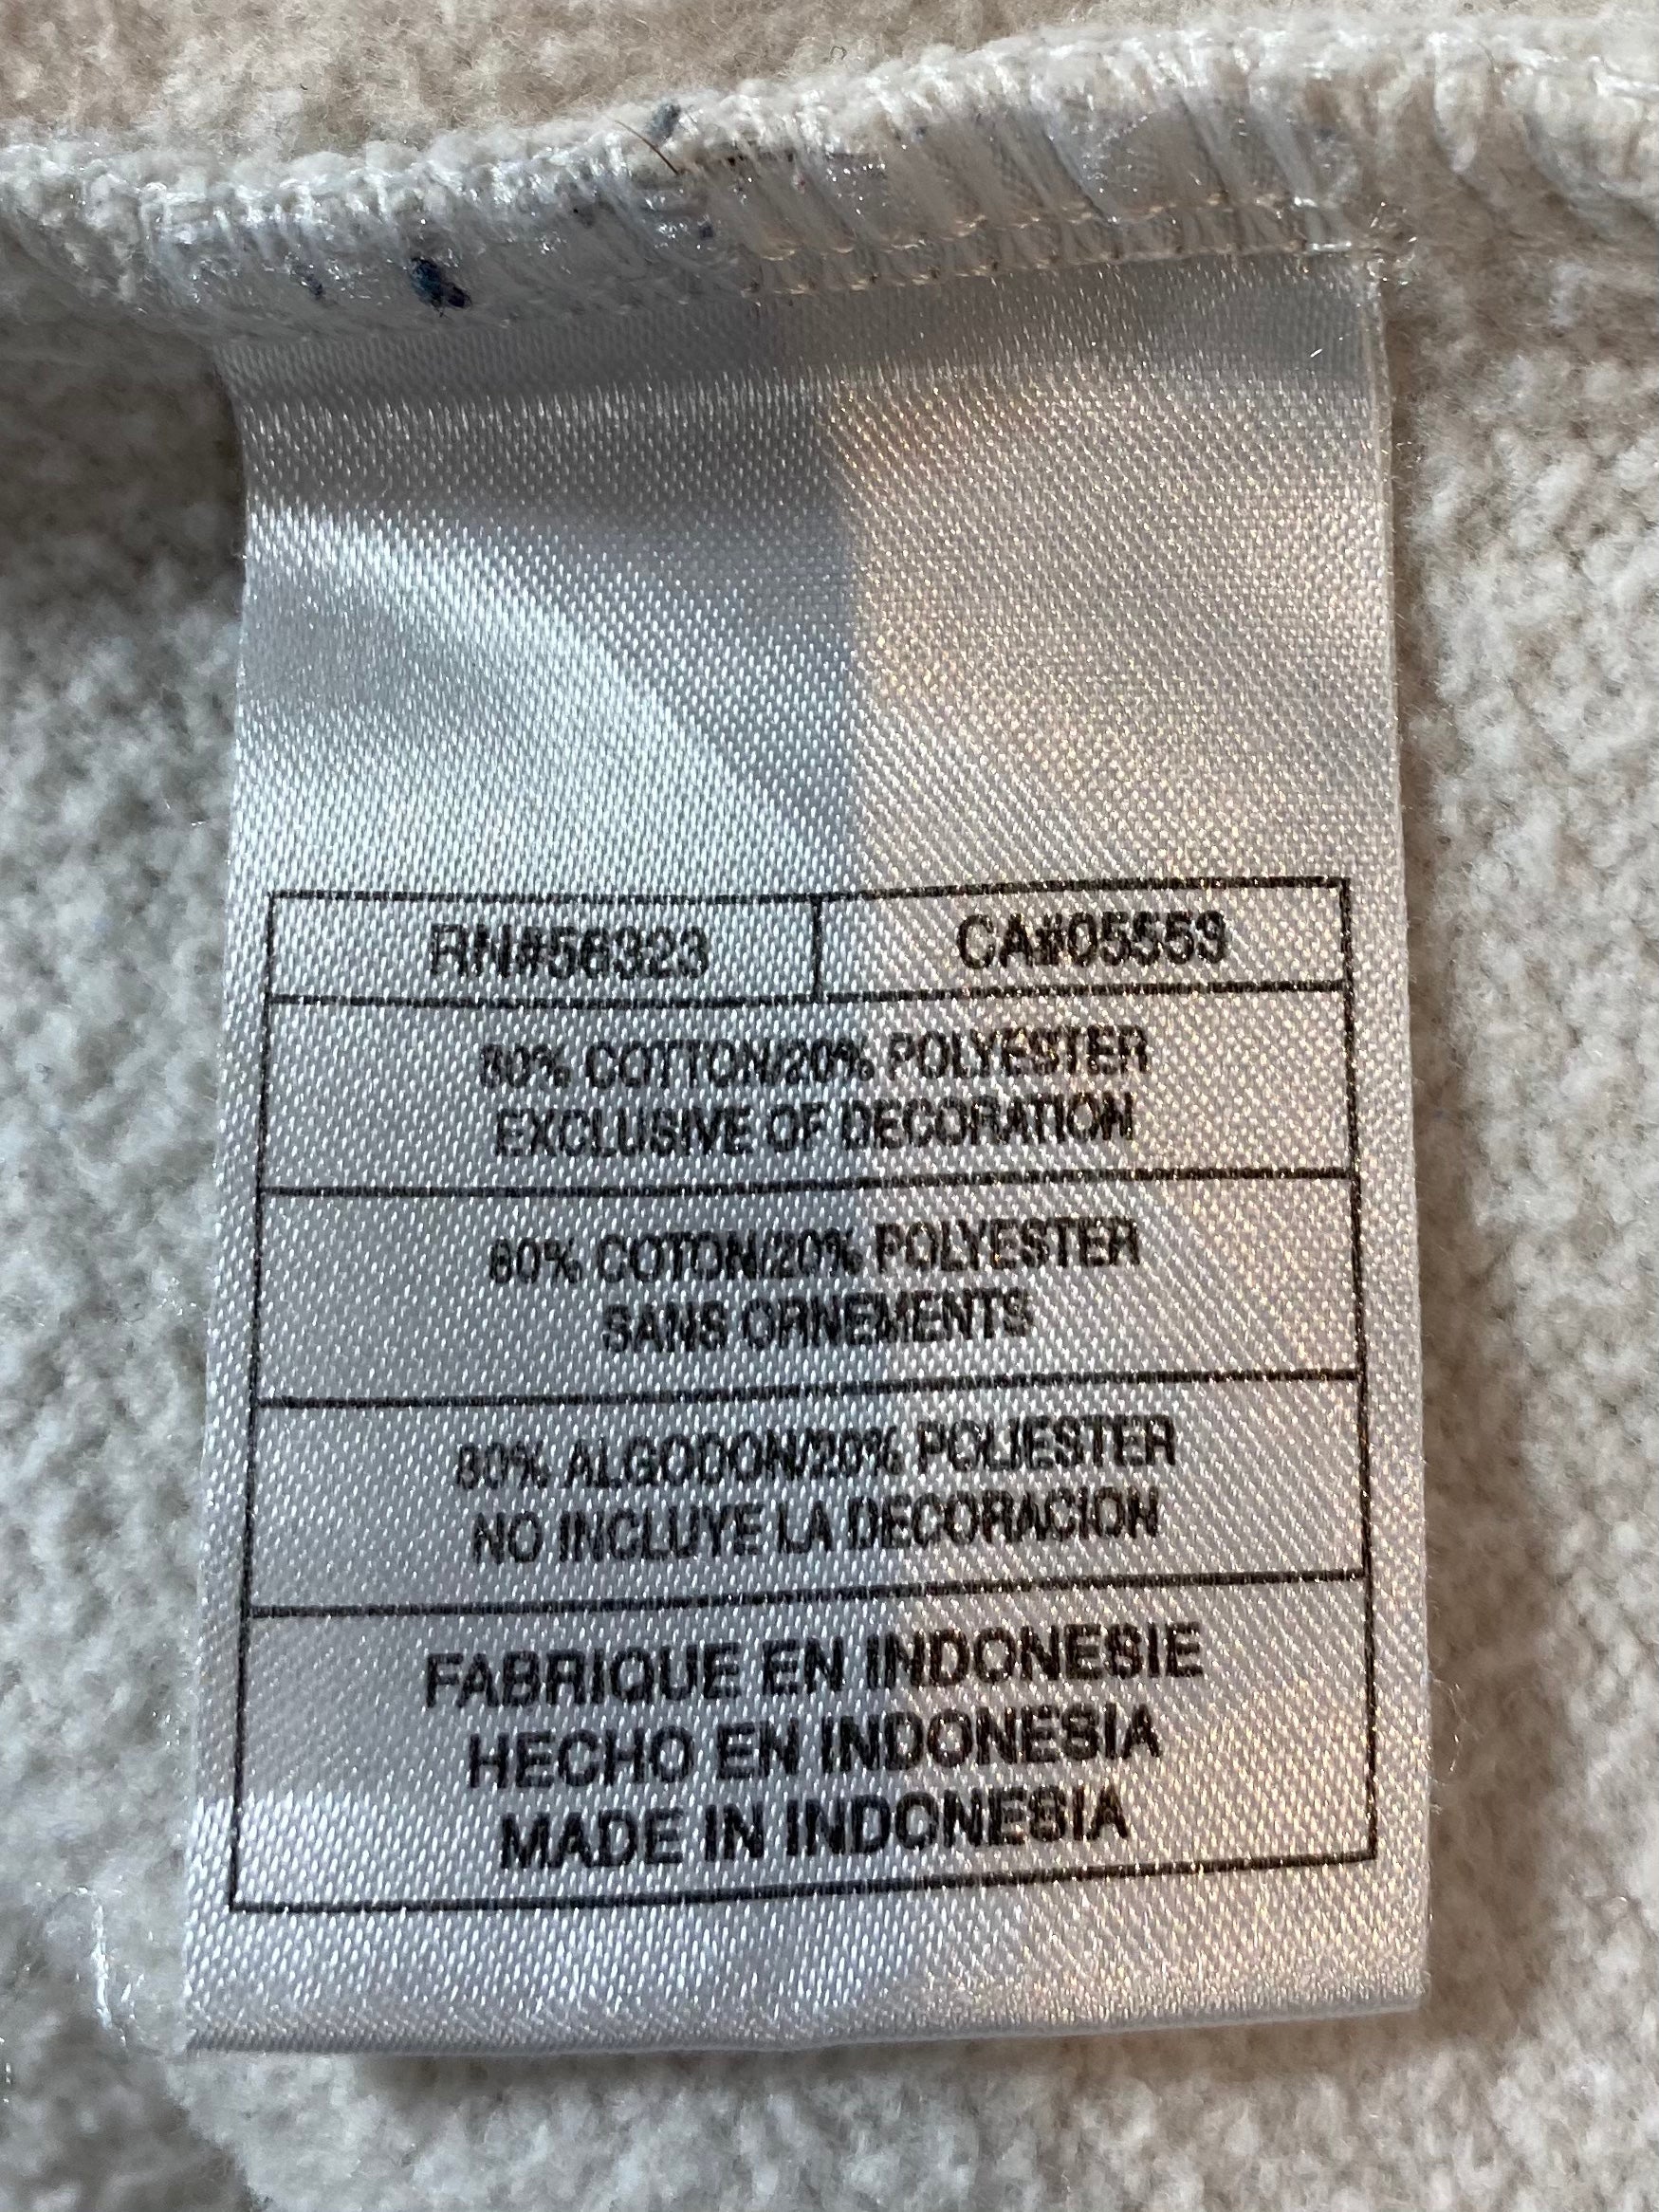 RN#56323 CA#05553
80% COTTON/20% POLYESTER
EXCLUSIVE OF DECORATION
80% COTON/20% POLYESTER
SANS ORNEMENTS
80% ALGODON/20% POLIESTER
NO INCLUYE LA DECORACION
FABRIQUE EN INDONESIE
HECHO EN INDONESIA
MADE IN INDONESIA